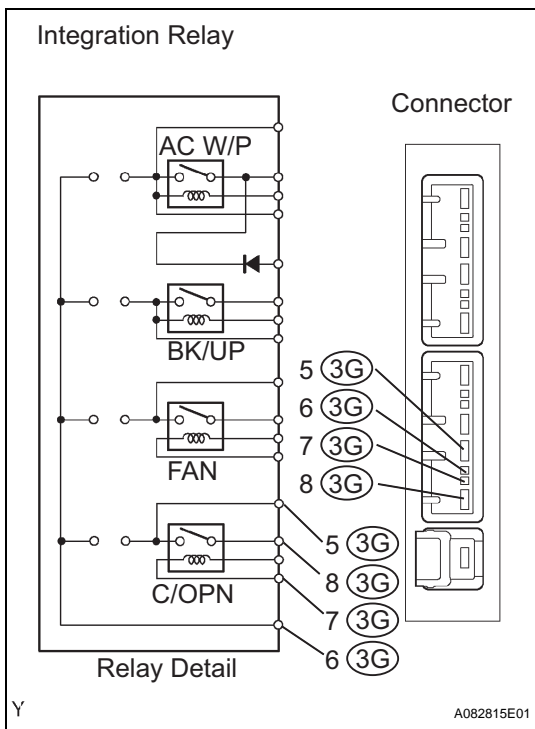 Integration Relay
Connector
AC W/P
BK/UP
FAN
C/OPN
5 3G
6 3G
7 3G
8 3G
5 3G
8 3G
7 3G
6 3G
Relay Detail
Y
A082815E01